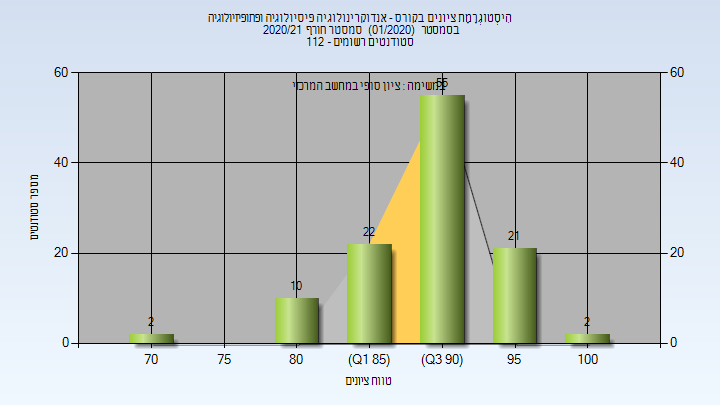 היסטוגרמת ציונים בקורס - אנדוקרינולוגיה פיסיולוגיה ופתופיזיולוגיה
בסמסטר (01/2020) סמסטר חורף 2020/21
סטודנטים רשומים - 112
משימה : ציון סופי במחשב המרכזי
60 60
40 40
20 20
0 0
2 10 22 55 21 2
70 75 80 (Q1 85) (Q3 90) 95 100
מספר סטודנטים
טווח ציונים